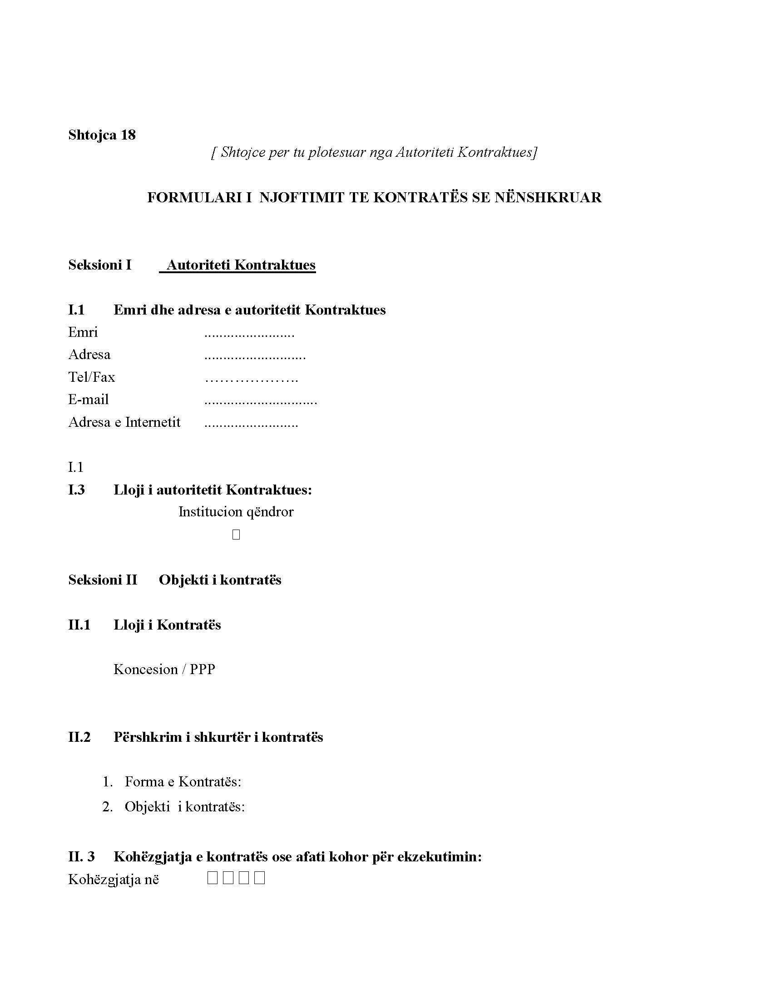 Shtojca 18
[ Shtojce per tu plotesuar nga Autoriteti Kontraktues]
FORMULARI I  NJOFTIMIT TE KONTRATËS SE NËNSHKRUAR
Seksioni I Autoriteti Kontraktues
I.1 Emri dhe adresa e autoritetit Kontraktues
Emri ........................
Adresa ...........................
Tel/Fax ………………….
E-mail ..............................
Adresa e Internetit .........................
I.1
I.3 Lloji i autoritetit Kontraktues:
Institucion qëndror
□
Seksioni II Objekti i kontratës
II.1 Lloji i Kontratës
Koncesion / PPP
II.2 Përshkrim i shkurtër i kontratës
1. Forma e Kontratës:
2. Objekti  i kontratës:
II. 3 Kohëzgjatja e kontratës ose afati kohor për ekzekutimin:
Kohëzgjatja në □ □ □ □